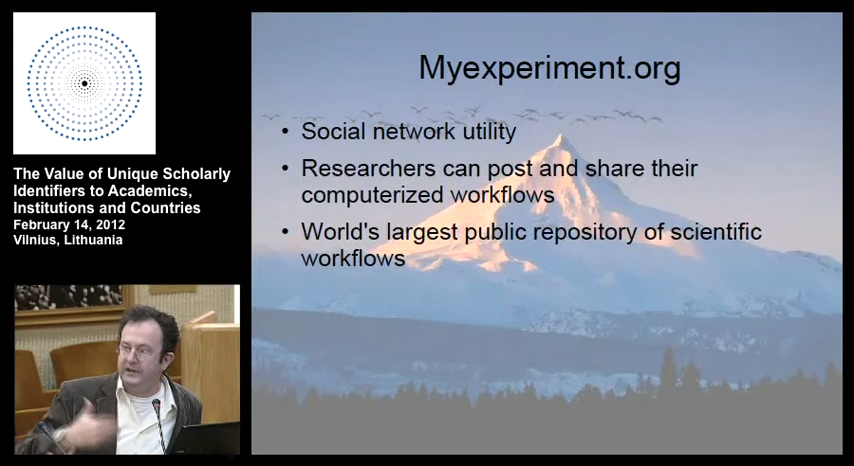 The Value of Unique Scholarly
Identifiers to Academics,
Institutions and Countries
February 14, 2012
Vilnius, Lithuania
Myexperiment.org
• Social network utility
• Researchers can post and share their
computerized workflows
• World's largest public repository of scientific
workflows